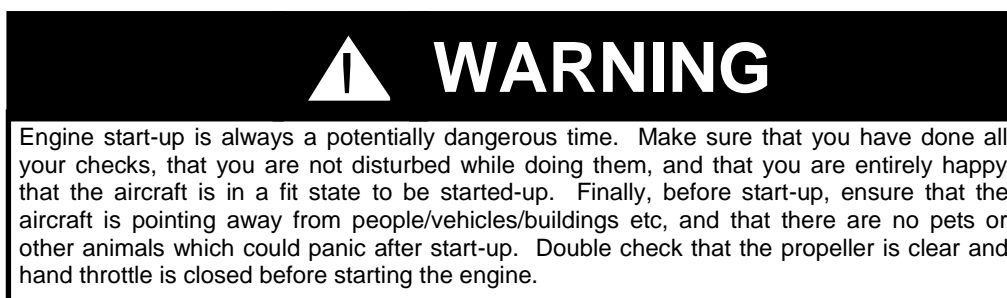 WARNING
Engine start-up is always a potentially dangerous time. Make sure that you have done all
your checks, that you are not disturbed while doing them, and that you are entirely happy
that the aircraft is in a fit state to be started-up. Finally, before start-up, ensure that the
aircraft is pointing away from people/vehicles/buildings etc, and that there are no pets or
other animals which could panic after start-up. Double check that the propeller is clear and
hand throttle is closed before starting the engine.